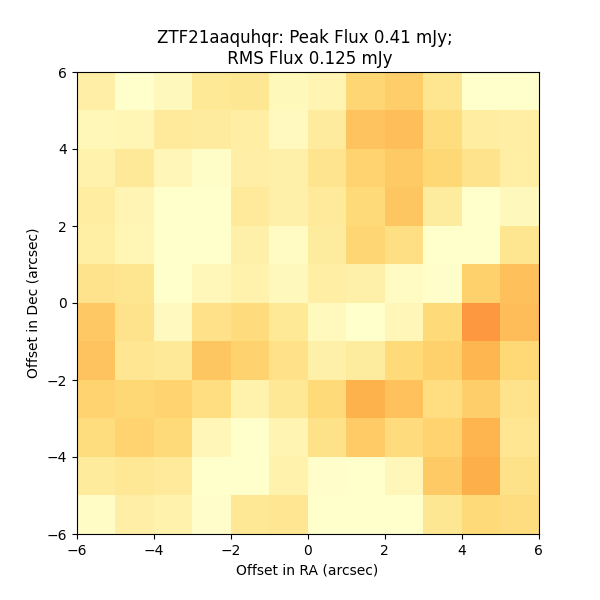 ZTF21aaquhqr: Peak Flux 0.41 mJy;
RMS Flux 0.125 mJy
6
4
2
0
−2
−4
−6
Offset in Dec (arcsec)
−6 −4 −2 0 2 4 6
Offset in RA (arcsec)